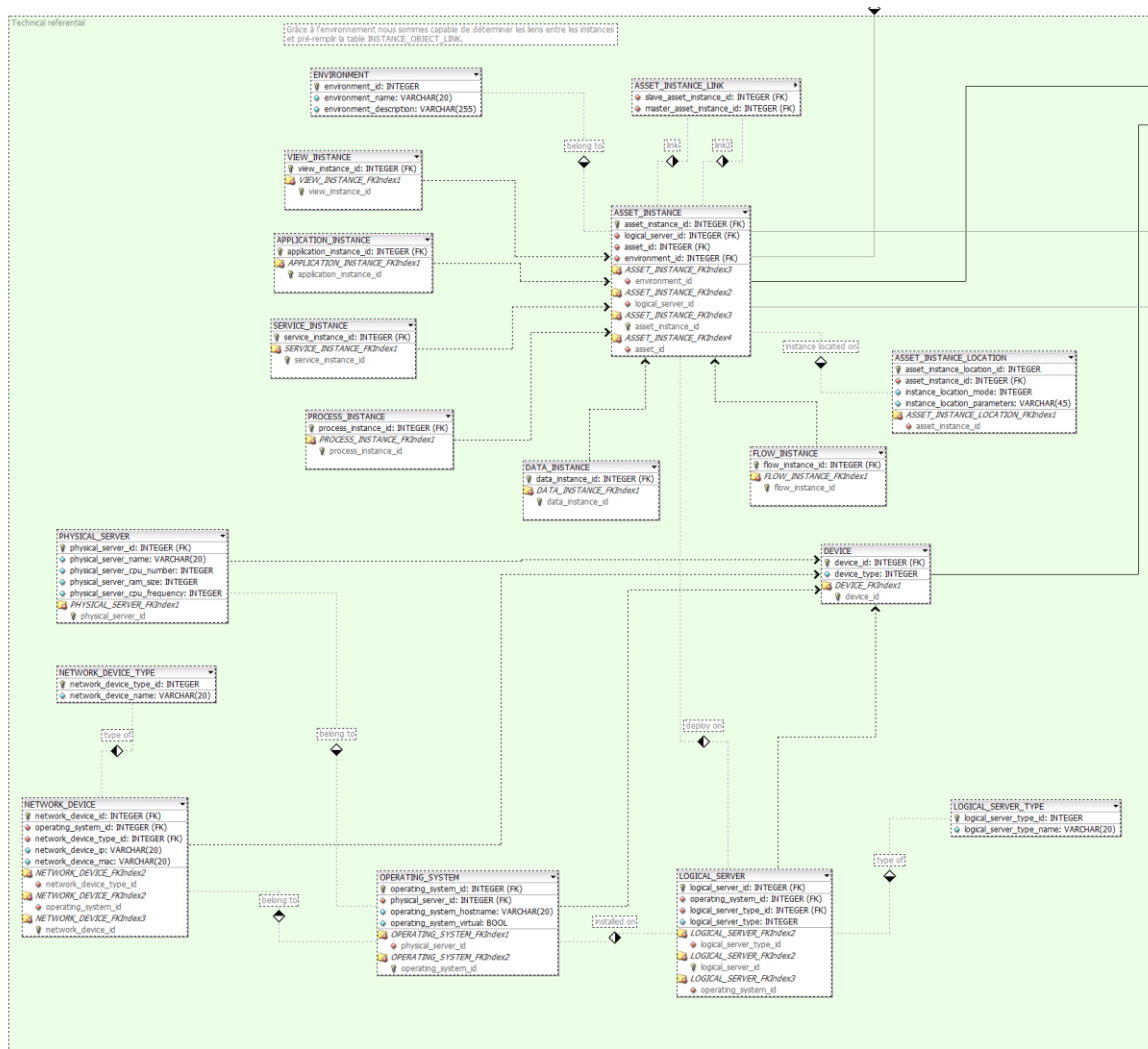 Technical referential
Grâce à l'environnement nous sommes capable de déterminer les liens entre les instances
et pré-remplir la table INSTANCE_OBJECT_LINK.
ENVIRONMENT
environment_id: INTEGER
environment_name: VARCHAR(20)
environment_description: VARCHAR(255)
ASSET_INSTANCE_LINK
slave_asset_instance_id: INTEGER (FK)
master_asset_instance_id: INTEGER (FK)
belong to
link
link2
VIEW_INSTANCE
view_instance_id: INTEGER (FK)
VIEW_INSTANCE_FKIndex1
view_instance_id
ASSET_INSTANCE
asset_instance_id: INTEGER (FK)
logical_server_id: INTEGER (FK)
asset_id: INTEGER (FK)
environment_id: INTEGER (FK)
ASSET_INSTANCE_FKIndex3
environment_id
ASSET_INSTANCE_FKIndex2
logical_server_id
ASSET_INSTANCE_FKIndex3
asset_instance_id
ASSET_INSTANCE_FKIndex4
asset_id
APPLICATION_INSTANCE
application_instance_id: INTEGER (FK)
APPLICATION_INSTANCE_FKIndex1
application_instance_id
SERVICE_INSTANCE
service_instance_id: INTEGER (FK)
SERVICE_INSTANCE_FKIndex1
service_instance_id
instance located on
ASSET_INSTANCE_LOCATION
asset_instance_location_id: INTEGER
asset_instance_id: INTEGER (FK)
instance_location_mode: INTEGER
instance_location_parameters: VARCHAR(45)
ASSET_INSTANCE_LOCATION_FKIndex1
asset_instance_id
PROCESS_INSTANCE
process_instance_id: INTEGER (FK)
PROCESS_INSTANCE_FKIndex1
process_instance_id
DATA_INSTANCE
data_instance_id: INTEGER (FK)
DATA_INSTANCE_FKIndex1
data_instance_id
FLOW_INSTANCE
flow_instance_id: INTEGER (FK)
FLOW_INSTANCE_FKIndex1
flow_instance_id
PHYSICAL_SERVER
physical_server_id: INTEGER (FK)
physical_server_name: VARCHAR(20)
physical_server_cpu_number: INTEGER
physical_server_ram_size: INTEGER
physical_server_cpu_frequency: INTEGER
PHYSICAL_SERVER_FKIndex1
physical_server_id
DEVICE
device_id: INTEGER (FK)
device_type: INTEGER
DEVICE_FKIndex1
device_id
NETWORK_DEVICE_TYPE
network_device_type_id: INTEGER
network_device_name: VARCHAR(20)
type of
belong to
deploy on
NETWORK_DEVICE
network_device_id: INTEGER (FK)
operating_system_id: INTEGER (FK)
network_device_type_id: INTEGER (FK)
network_device_ip: VARCHAR(20)
network_device_mac: VARCHAR(20)
NETWORK_DEVICE_FKIndex2
network_device_type_id
NETWORK_DEVICE_FKIndex2
operating_system_id
NETWORK_DEVICE_FKIndex3
network_device_id
LOGICAL_SERVER_TYPE
logical_server_type_id: INTEGER
logical_server_type_name: VARCHAR(20)
type of
belong to
OPERATING_SYSTEM
operating_system_id: INTEGER (FK)
physical_server_id: INTEGER (FK)
operating_system_hostname: VARCHAR(20)
operating_system_virtual: BOOL
OPERATING_SYSTEM_FKIndex1
physical_server_id
OPERATING_SYSTEM_FKIndex2
operating_system_id
installed on
LOGICAL_SERVER
logical_server_id: INTEGER (FK)
operating_system_id: INTEGER (FK)
logical_server_type_id: INTEGER (FK)
logical_server_type: INTEGER
LOGICAL_SERVER_FKIndex2
logical_server_type_id
LOGICAL_SERVER_FKIndex2
logical_server_id
LOGICAL_SERVER_FKIndex3
operating_system_id